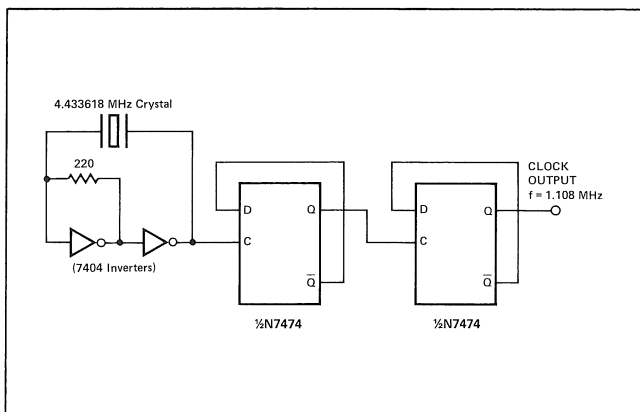 4.433618 MHz Crystal
220
(7404 Inverters)
D
Q
C
Q̅
½N7474
D
Q
C
Q̅
½N7474
CLOCK
OUTPUT
f = 1.108 MHz